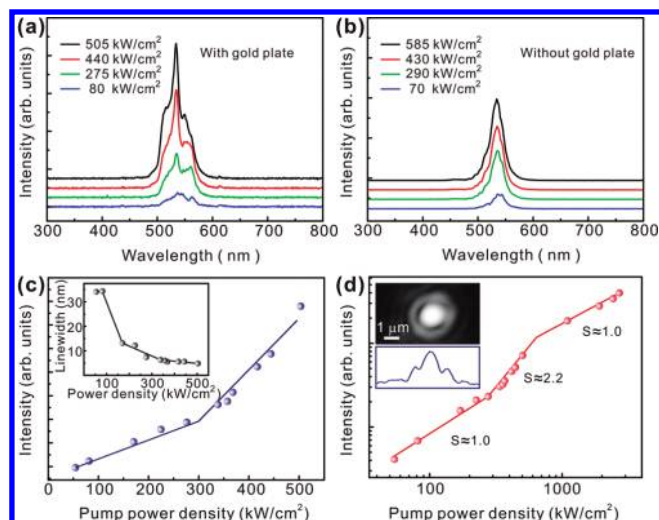 (a)
505 kW/cm²
440 kW/cm²
275 kW/cm²
80 kW/cm²
With gold plate
Intensity (arb. units)
300 400 500 600 700 800
Wavelength ( nm )
(b)
585 kW/cm²
430 kW/cm²
290 kW/cm²
70 kW/cm²
Without gold plate
Intensity (arb. units)
300 400 500 600 700 800
Wavelength ( nm )
(c)
Linewidth (nm)
30
20
10
0 100 200 300 400 500
Power density (kW/cm²)
Intensity (arb. units)
0 100 200 300 400 500
Pump power density (kW/cm²)
(d)
1 μm
S≈1.0
S≈2.2
S≈1.0
Intensity (arb. units)
100 1000
Pump power density (kW/cm²)